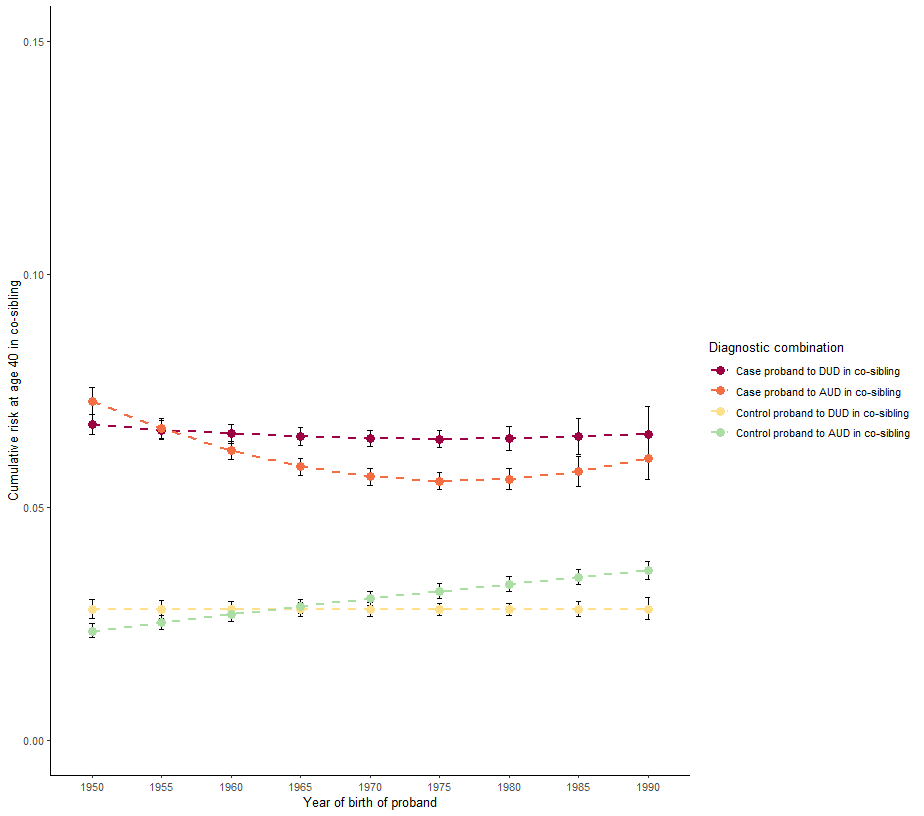 0.15
0.10
0.05
0.00
Cumulative risk at age 40 in co-sibling
1950 1955 1960 1965 1970 1975 1980 1985 1990
Year of birth of proband
Diagnostic combination
Case proband to DUD in co-sibling
Case proband to AUD in co-sibling
Control proband to DUD in co-sibling
Control proband to AUD in co-sibling